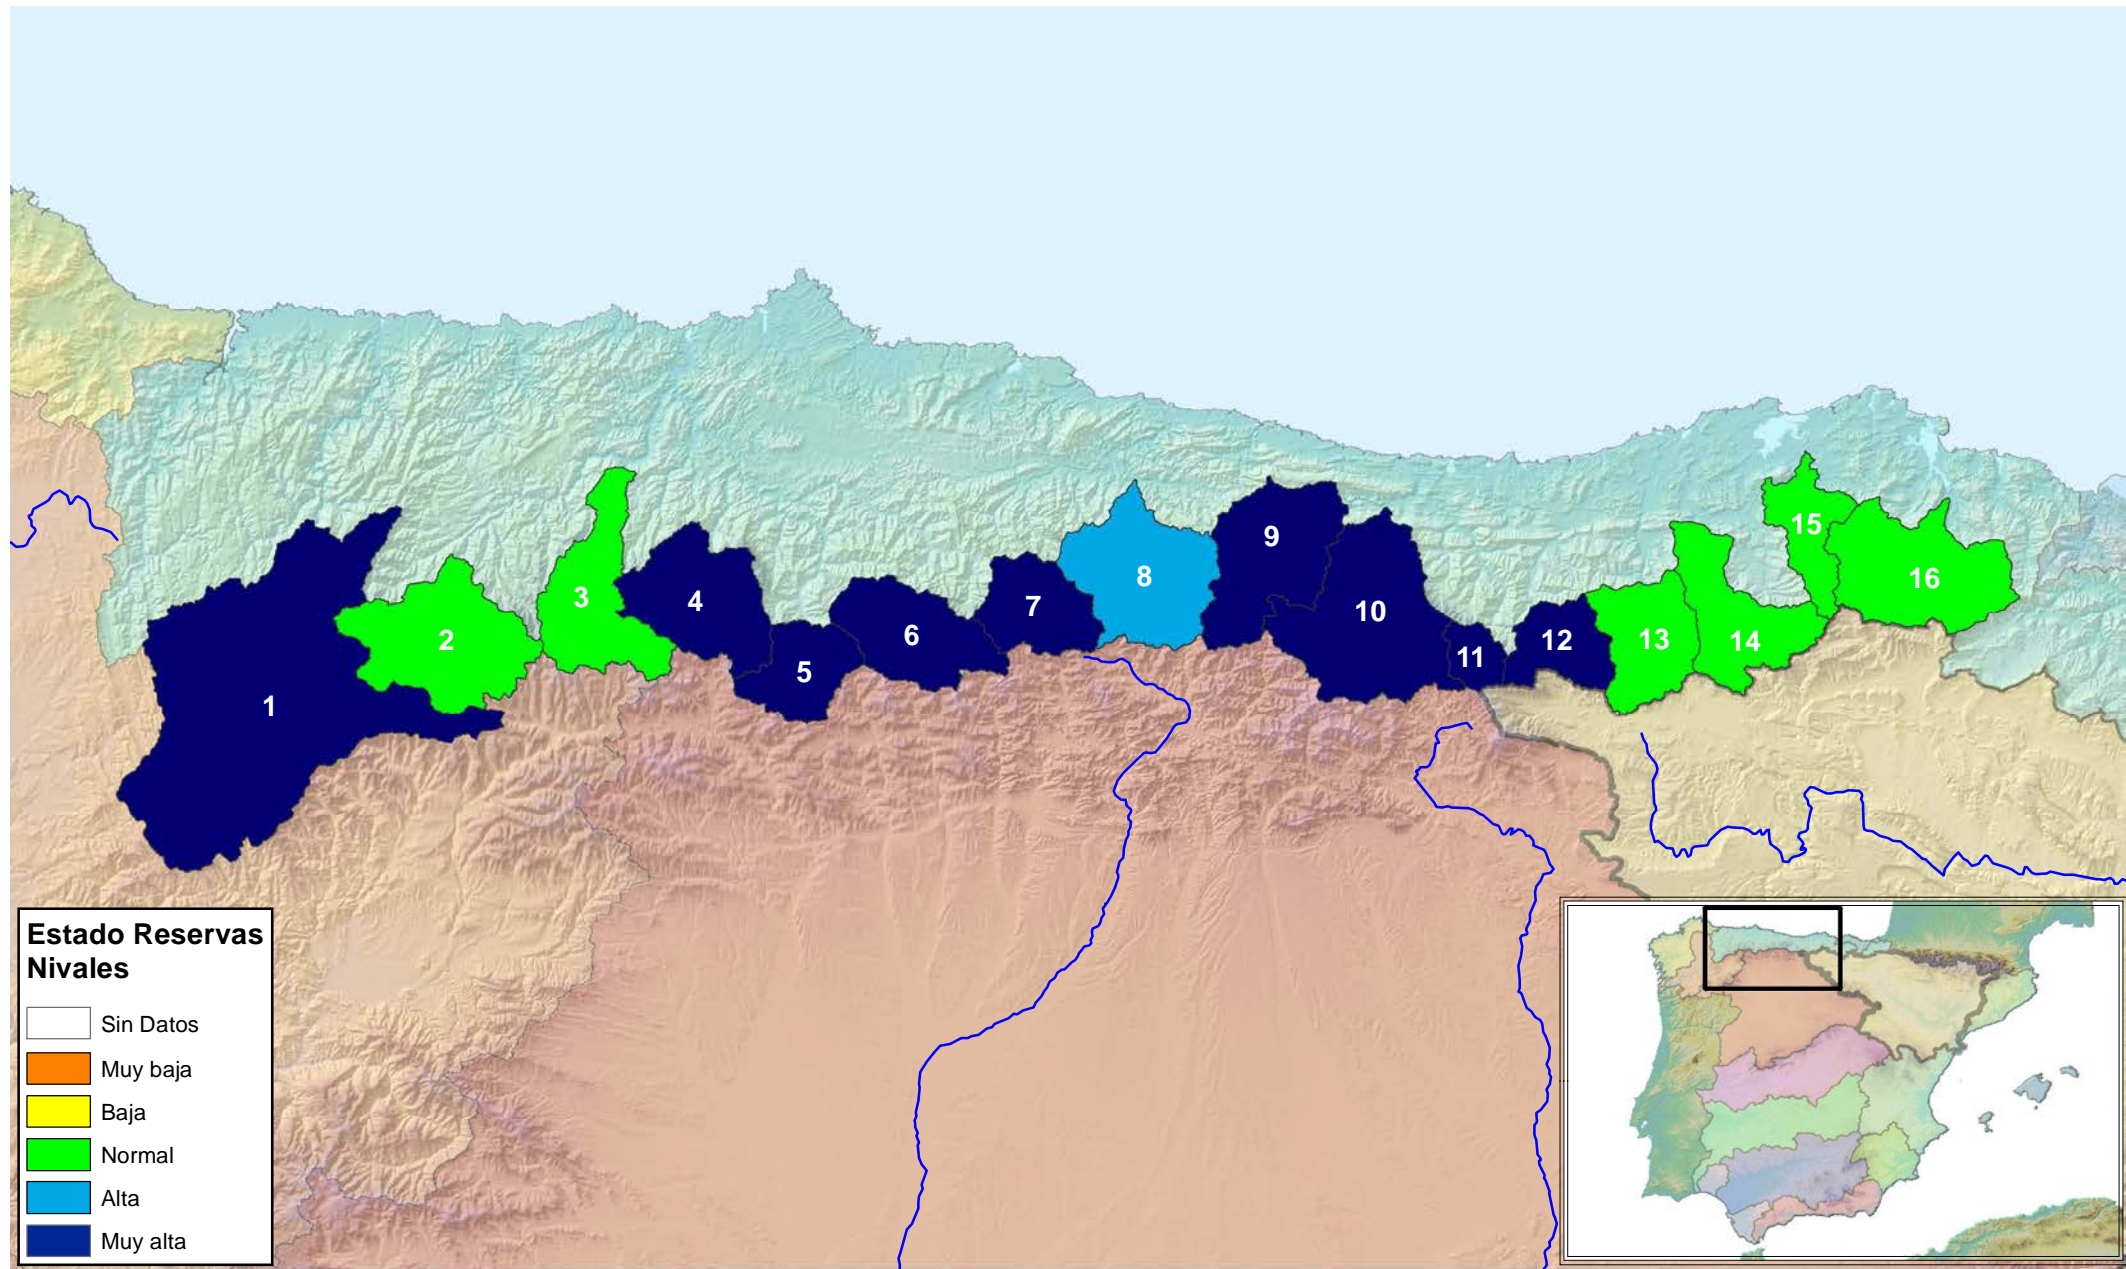 1
2
3
4
5
6
7
8
9
10
11
12
13
14
15
16
Estado Reservas
Nivales
Sin Datos
Muy baja
Baja
Normal
Alta
Muy alta